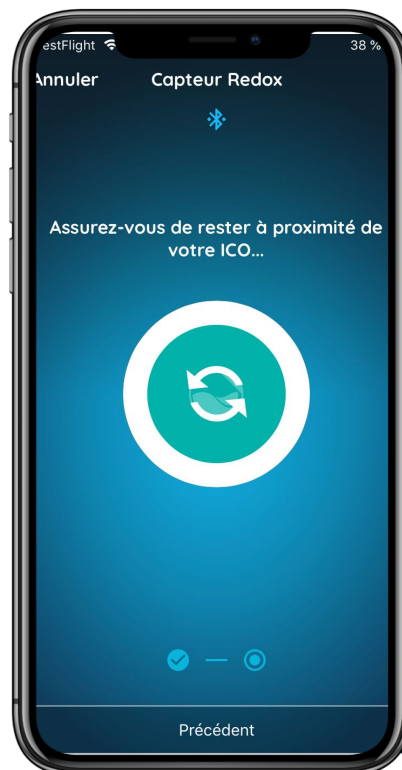 estFlight 38 %
Annuler Capteur Redox
Assurez-vous de rester à proximité de
votre ICO...
Précédent